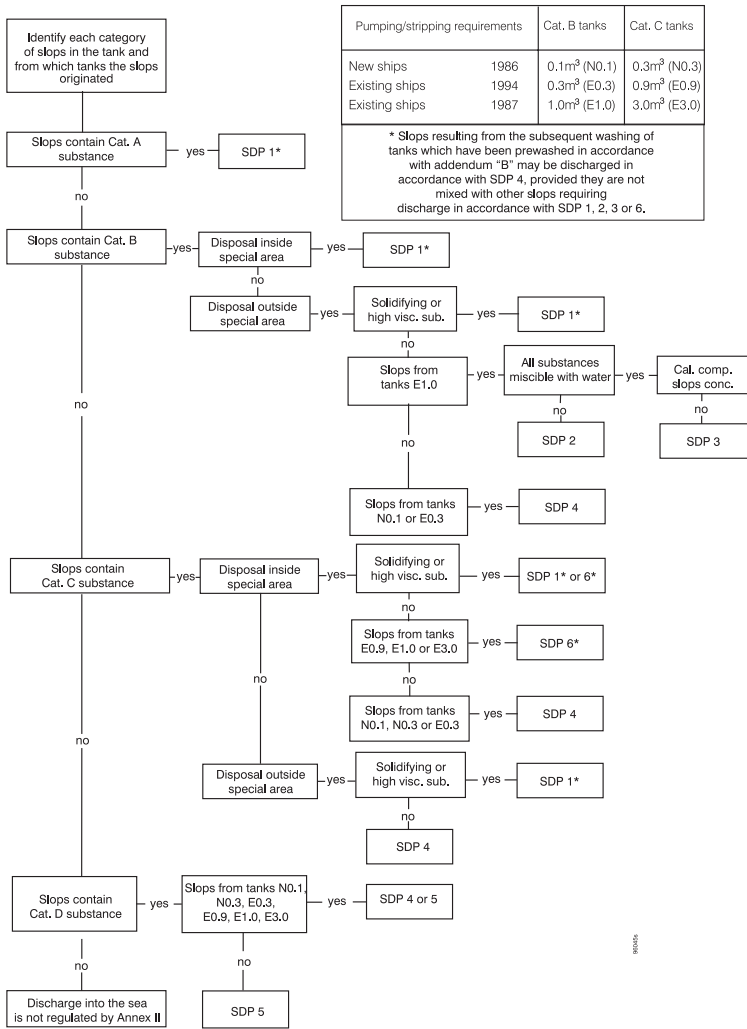 Identify each category
of slops in the tank and
from which tanks the slops
originated
Pumping/stripping requirements Cat. B tanks Cat. C tanks
New ships 1986 0.1m³ (N0.1) 0.3m³ (N0.3)
Existing ships 1994 0.3m³ (E0.3) 0.9m³ (E0.9)
Existing ships 1987 1.0m³ (E1.0) 3.0m³ (E3.0)
* Slops resulting from the subsequent washing of
tanks which have been prewashed in accordance
with addendum “B” may be discharged in
accordance with SDP 4, provided they are not
mixed with other slops requiring
discharge in accordance with SDP 1, 2, 3 or 6.
Slops contain Cat. A
substance
yes
SDP 1*
no
Slops contain Cat. B
substance
yes
Disposal inside
special area
yes
SDP 1*
no
Disposal outside
special area
yes
Solidifying or
high visc. sub.
yes
SDP 1*
no
Slops from
tanks E1.0
yes
All substances
miscible with water
yes
Cal. comp.
slops conc.
no
SDP 2
no
SDP 3
no
no
Slops from tanks
N0.1 or E0.3
yes
SDP 4
Slops contain
Cat. C substance
yes
Disposal inside
special area
yes
Solidifying or
high visc. sub.
yes
SDP 1* or 6*
no
Slops from tanks
E0.9, E1.0 or E3.0
yes
SDP 6*
no
no
Slops from tanks
N0.1, N0.3 or E0.3
yes
SDP 4
no
Disposal outside
special area
yes
Solidifying or
high visc. sub.
yes
SDP 1*
no
SDP 4
Slops contain
Cat. D substance
yes
Slops from tanks N0.1,
N0.3, E0.3,
E0.9, E1.0, E3.0
yes
SDP 4 or 5
no
no
Discharge into the sea
is not regulated by Annex II
SDP 5